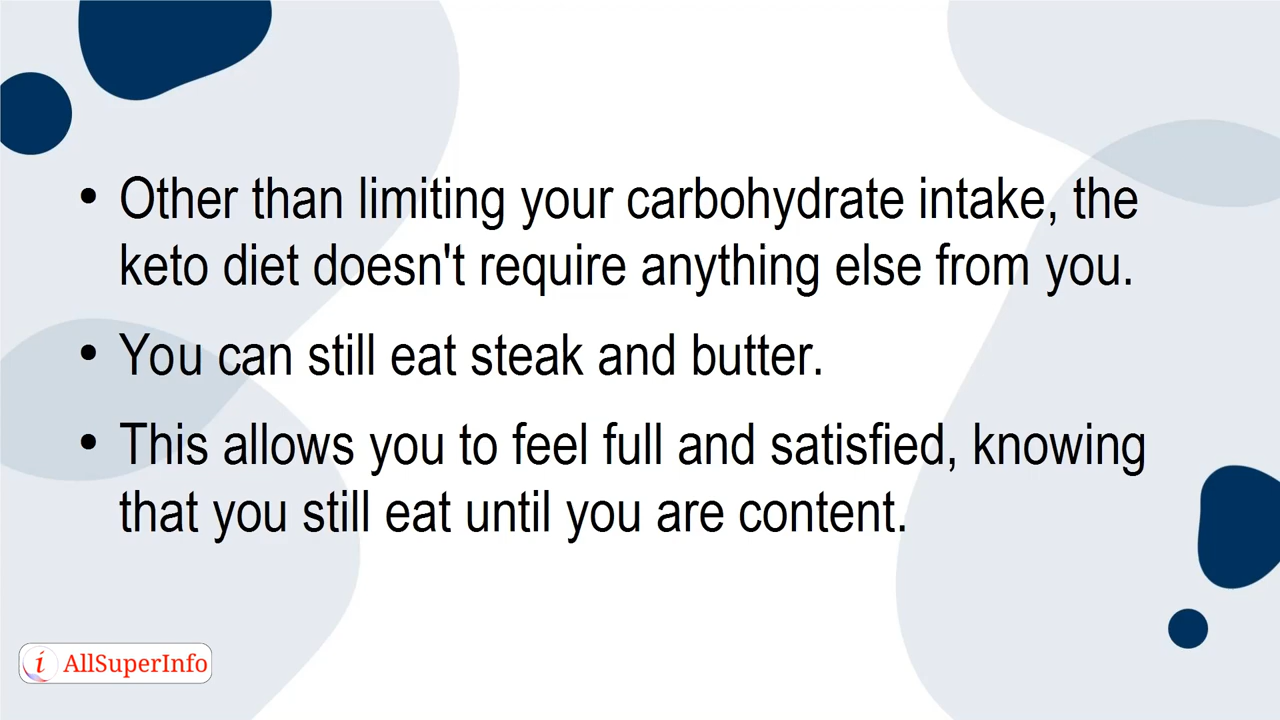 • Other than limiting your carbohydrate intake, the
keto diet doesn't require anything else from you.
• You can still eat steak and butter.
• This allows you to feel full and satisfied, knowing
that you still eat until you are content.
i AllSuperInfo